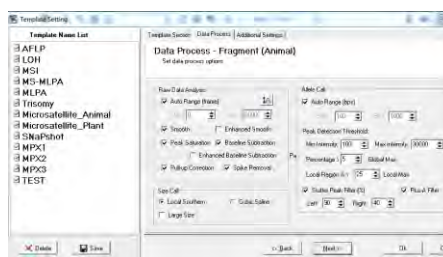 Template Setting
Template Name List
AFLP
LOH
MSI
MS-MLPA
MLPA
Trisomy
Microsatellite_Animal
Microsatellite_Plant
SNaPshot
MPX1
MPX2
MPX3
TEST
Delete
Save
Template Section
Data Process
Additional Settings
Data Process - Fragment (Animal)
Set data process options
Raw Data Analysis
Auto Range (frame)
Smooth
Enhanced Smooth
Peak Saturation
Baseline Subtraction
Enhanced Baseline Subtraction
Pullup Correction
Spike Removal
Size Call
Local Southern
Cubic Spline
Large Size
Allele Call
Auto Range (bps)
Peak Detection Threshold
Min Intensity 100
Max Intensity 30000
Percentage > 5
Global Max
Local Region % > 25
Local Max
Stutter Peak Filter (%)
Plus-A Filter
Left 90
Right 40
<< Back
Next >>
Ok